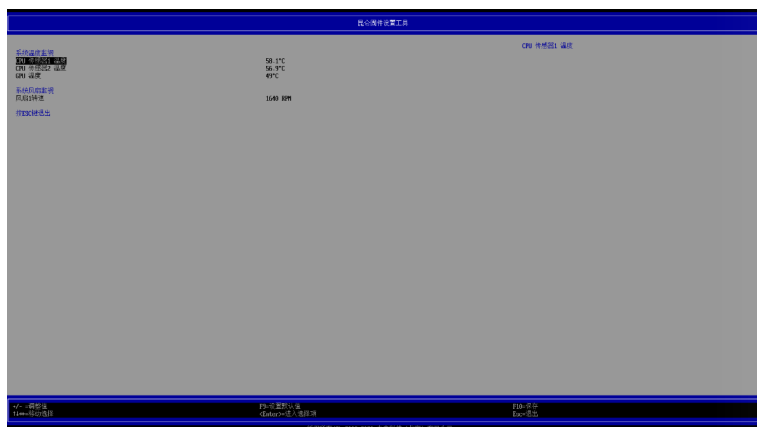 昆仑固件设置工具
CPU 传感器1 温度
系统温度监视
CPU 传感器1 温度 58.1°C
CPU 传感器2 温度 56.9°C
GPU 温度 49°C
系统风扇监视
风扇1转速 1640 RPM
按ESC键退出
+/- =调整值 F9=设置默认值 F10=保存
↑↓↔=移动选择 <Enter>=进入选择项 Esc=退出